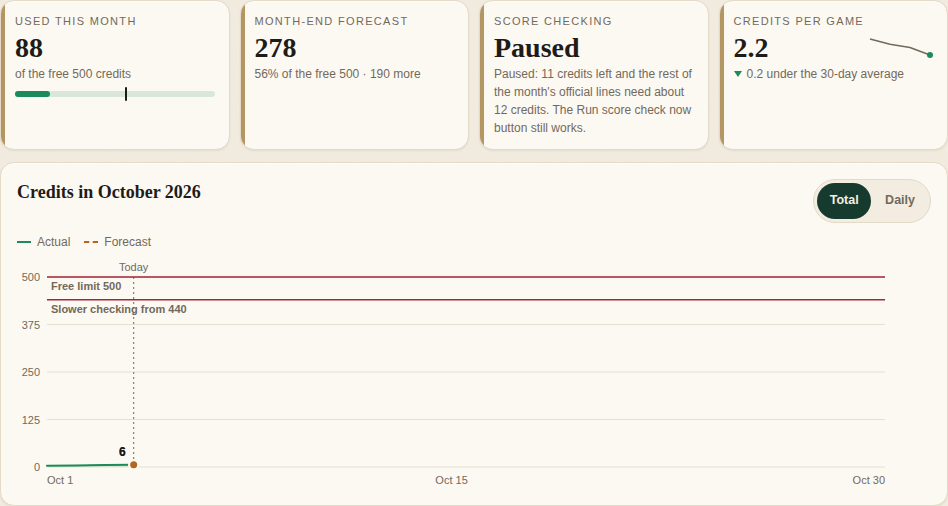 USED THIS MONTH
88
of the free 500 credits
MONTH-END FORECAST
278
56% of the free 500 · 190 more
SCORE CHECKING
Paused
Paused: 11 credits left and the rest of
the month's official lines need about
12 credits. The Run score check now
button still works.
CREDITS PER GAME
2.2
0.2 under the 30-day average
Credits in October 2026
Total
Daily
Actual
Forecast
Today
500
Free limit 500
Slower checking from 440
375
250
125
6
0
Oct 1
Oct 15
Oct 30